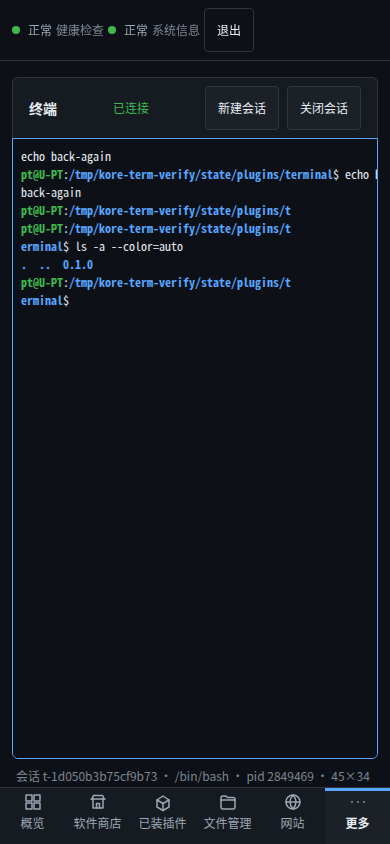 正常 健康检查 正常 系统信息 退出
终端 已连接 新建会话 关闭会话
echo back-again
pt@U-PT:/tmp/kore-term-verify/state/plugins/terminal$ echo
back-again
pt@U-PT:/tmp/kore-term-verify/state/plugins/t
pt@U-PT:/tmp/kore-term-verify/state/plugins/t
erminal$ ls -a --color=auto
. .. 0.1.0
pt@U-PT:/tmp/kore-term-verify/state/plugins/t
erminal$
会话 t-1d050b3b75cf9b73 · /bin/bash · pid 2849469 · 45×34
概览 软件商店 已装插件 文件管理 网站 更多